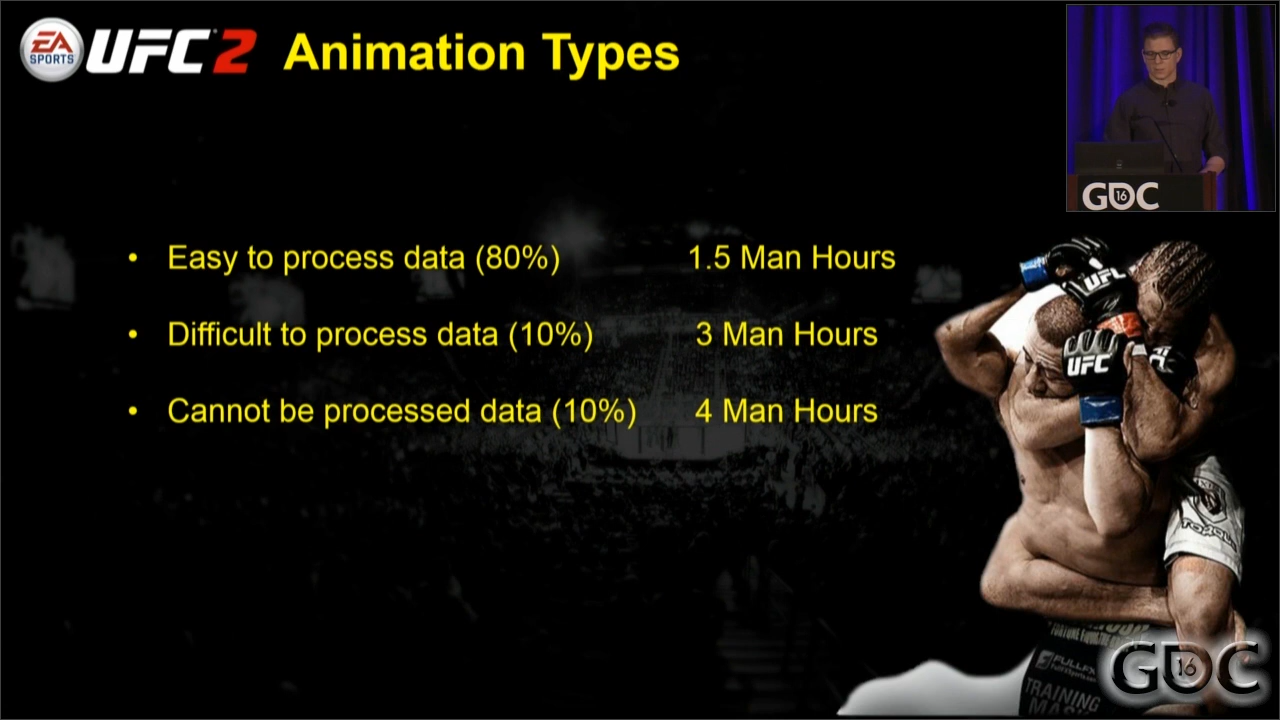 EA SPORTS UFC 2 Animation Types
GDC 16
• Easy to process data (80%) 1.5 Man Hours
• Difficult to process data (10%) 3 Man Hours
• Cannot be processed data (10%) 4 Man Hours
UFC
UFC
TRAINING
GDC 16